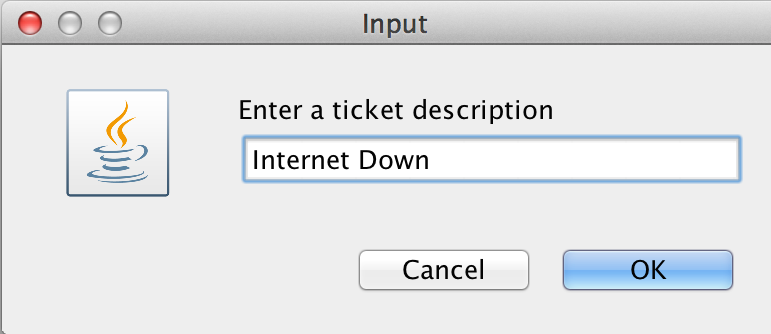 Input
Enter a ticket description
Internet Down
Cancel
OK